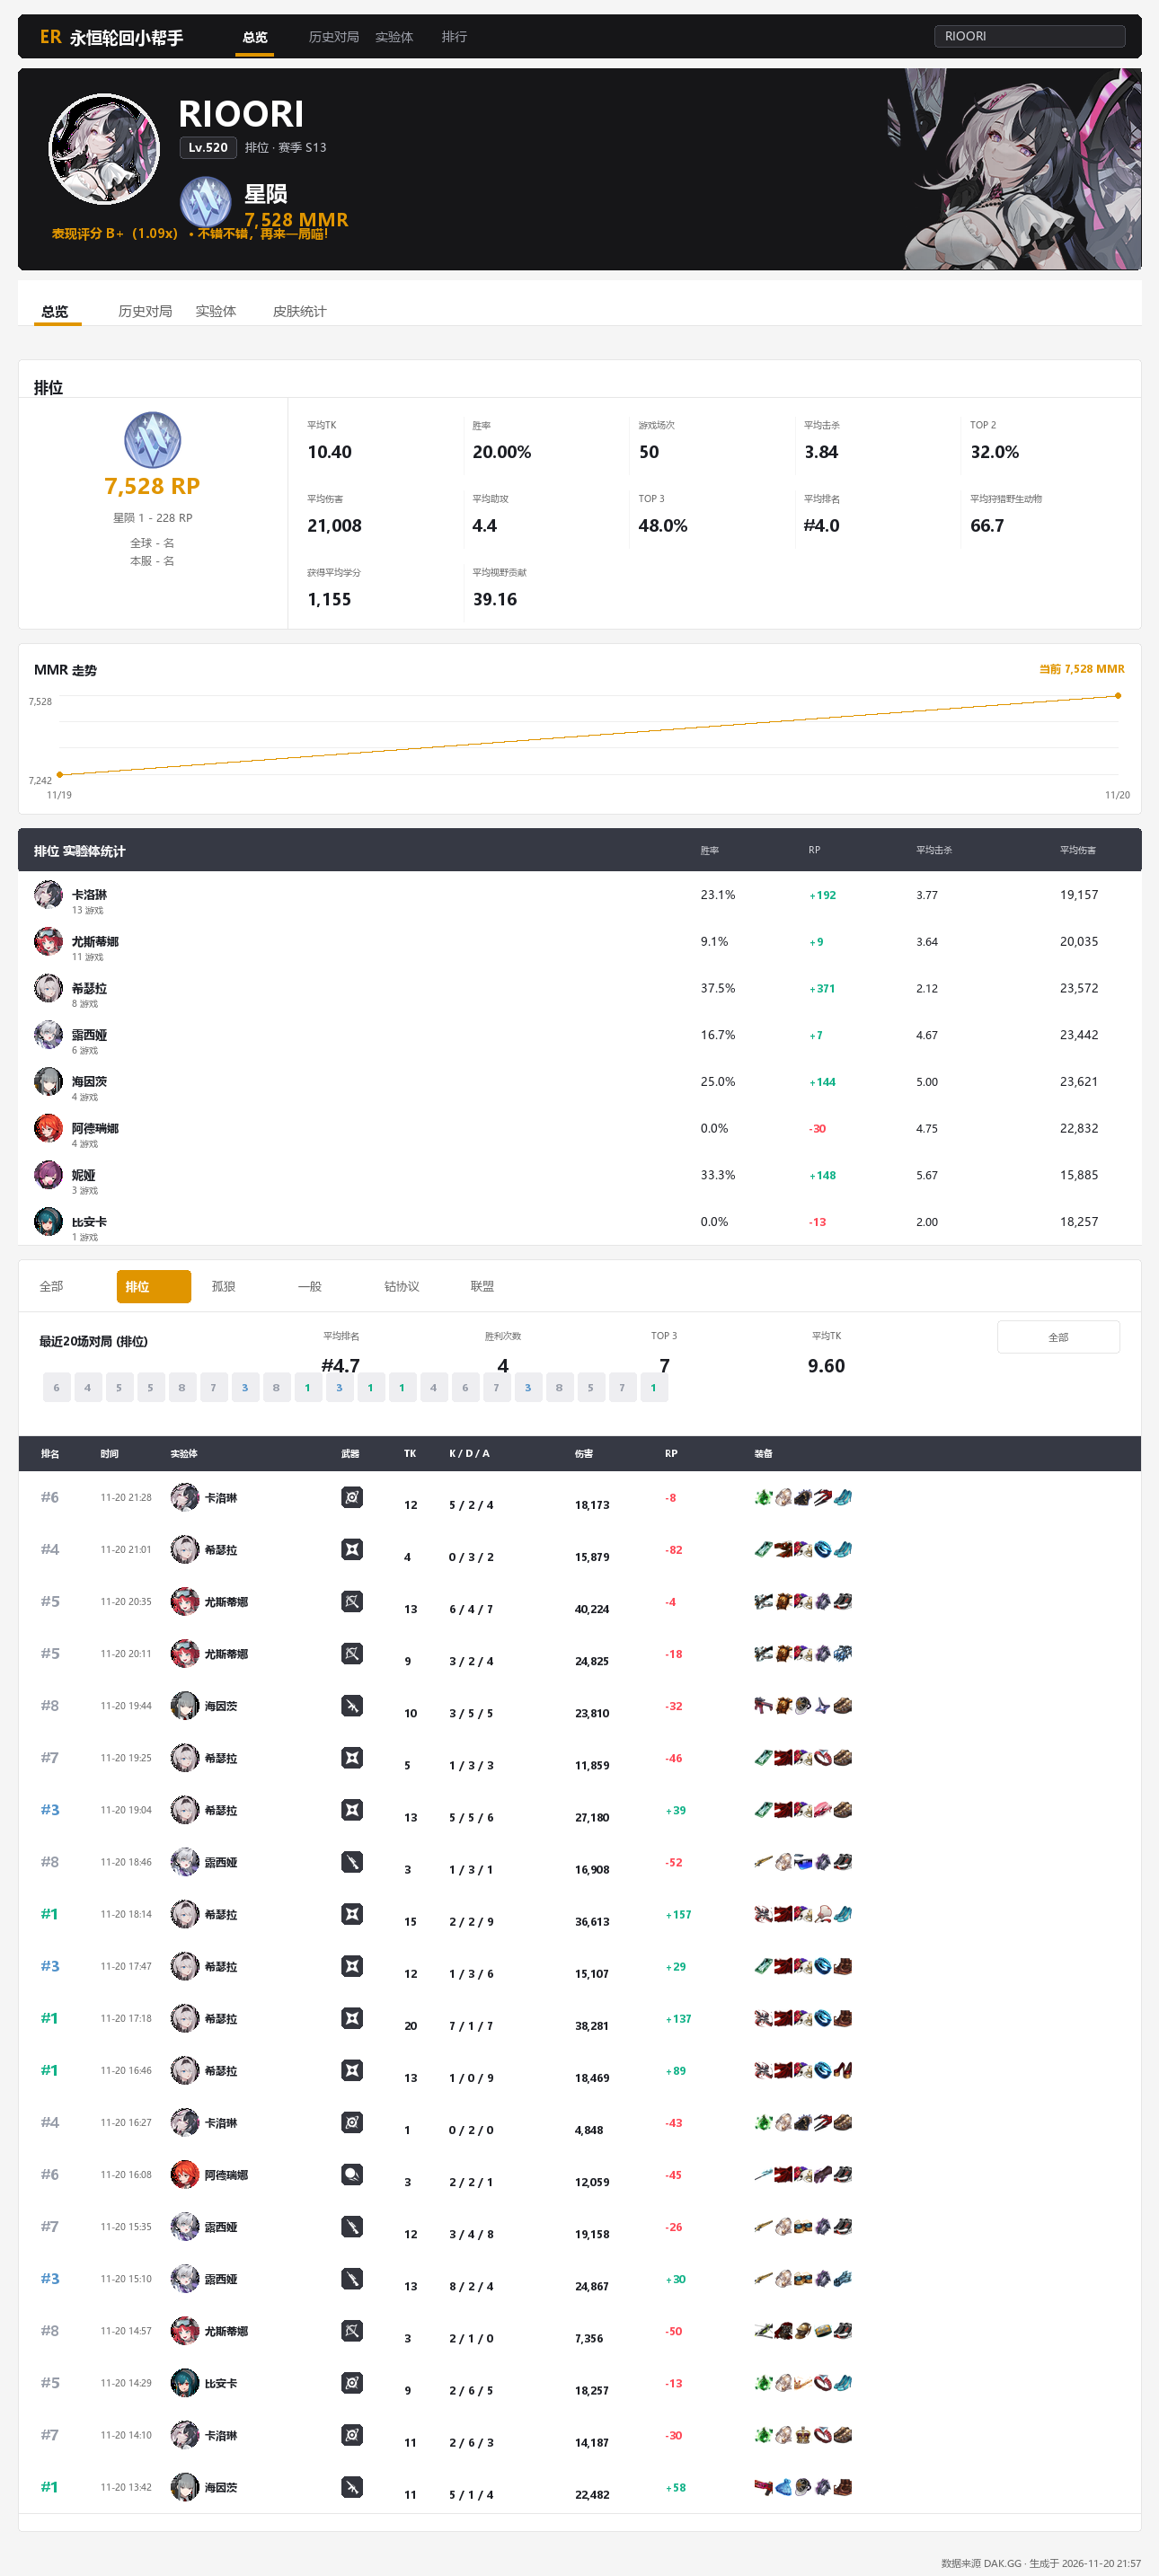 ER 永恒轮回小帮手 总览 历史对局 实验体 排行 RIOORI
RIOORI
Lv.520 排位 · 赛季 S13
星陨
7,528 MMR
表现评分 B+（1.09x） • 不错不错，再来一局喵!
总览 历史对局 实验体 皮肤统计
排位
7,528 RP
星陨 1 - 228 RP
全球 - 名
本服 - 名
平均TK 胜率 游戏场次 平均击杀 TOP 2
10.40 20.00% 50 3.84 32.0%
平均伤害 平均助攻 TOP 3 平均排名 平均狩猎野生动物
21,008 4.4 48.0% #4.0 66.7
获得平均学分 平均视野贡献
1,155 39.16
MMR 走势 当前 7,528 MMR
7,528
7,242
11/19 11/20
排位 实验体统计 胜率 RP 平均击杀 平均伤害
卡洛琳 23.1% +192 3.77 19,157
13 游戏
尤斯蒂娜 9.1% +9 3.64 20,035
11 游戏
希瑟拉 37.5% +371 2.12 23,572
8 游戏
露西娅 16.7% +7 4.67 23,442
6 游戏
海因茨 25.0% +144 5.00 23,621
4 游戏
阿德瑞娜 0.0% -30 4.75 22,832
4 游戏
妮娅 33.3% +148 5.67 15,885
3 游戏
比安卡 0.0% -13 2.00 18,257
1 游戏
全部 排位 孤狼 一般 钴协议 联盟
最近20场对局 (排位) 平均排名 胜利次数 TOP 3 平均TK 全部
#4.7 4 7 9.60
6 4 5 5 8 7 3 8 1 3 1 1 4 6 7 3 8 5 7 1
排名 时间 实验体 武器 TK K / D / A 伤害 RP 装备
#6 11-20 21:28 卡洛琳 12 5 / 2 / 4 18,173 -8
#4 11-20 21:01 希瑟拉 4 0 / 3 / 2 15,879 -82
#5 11-20 20:35 尤斯蒂娜 13 6 / 4 / 7 40,224 -4
#5 11-20 20:11 尤斯蒂娜 9 3 / 2 / 4 24,825 -18
#8 11-20 19:44 海因茨 10 3 / 5 / 5 23,810 -32
#7 11-20 19:25 希瑟拉 5 1 / 3 / 3 11,859 -46
#3 11-20 19:04 希瑟拉 13 5 / 5 / 6 27,180 +39
#8 11-20 18:46 露西娅 3 1 / 3 / 1 16,908 -52
#1 11-20 18:14 希瑟拉 15 2 / 2 / 9 36,613 +157
#3 11-20 17:47 希瑟拉 12 1 / 3 / 6 15,107 +29
#1 11-20 17:18 希瑟拉 20 7 / 1 / 7 38,281 +137
#1 11-20 16:46 希瑟拉 13 1 / 0 / 9 18,469 +89
#4 11-20 16:27 卡洛琳 1 0 / 2 / 0 4,848 -43
#6 11-20 16:08 阿德瑞娜 3 2 / 2 / 1 12,059 -45
#7 11-20 15:35 露西娅 12 3 / 4 / 8 19,158 -26
#3 11-20 15:10 露西娅 13 8 / 2 / 4 24,867 +30
#8 11-20 14:57 尤斯蒂娜 3 2 / 1 / 0 7,356 -50
#5 11-20 14:29 比安卡 9 2 / 6 / 5 18,257 -13
#7 11-20 14:10 卡洛琳 11 2 / 6 / 3 14,187 -30
#1 11-20 13:42 海因茨 11 5 / 1 / 4 22,482 +58
数据来源 DAK.GG · 生成于 2026-11-20 21:57